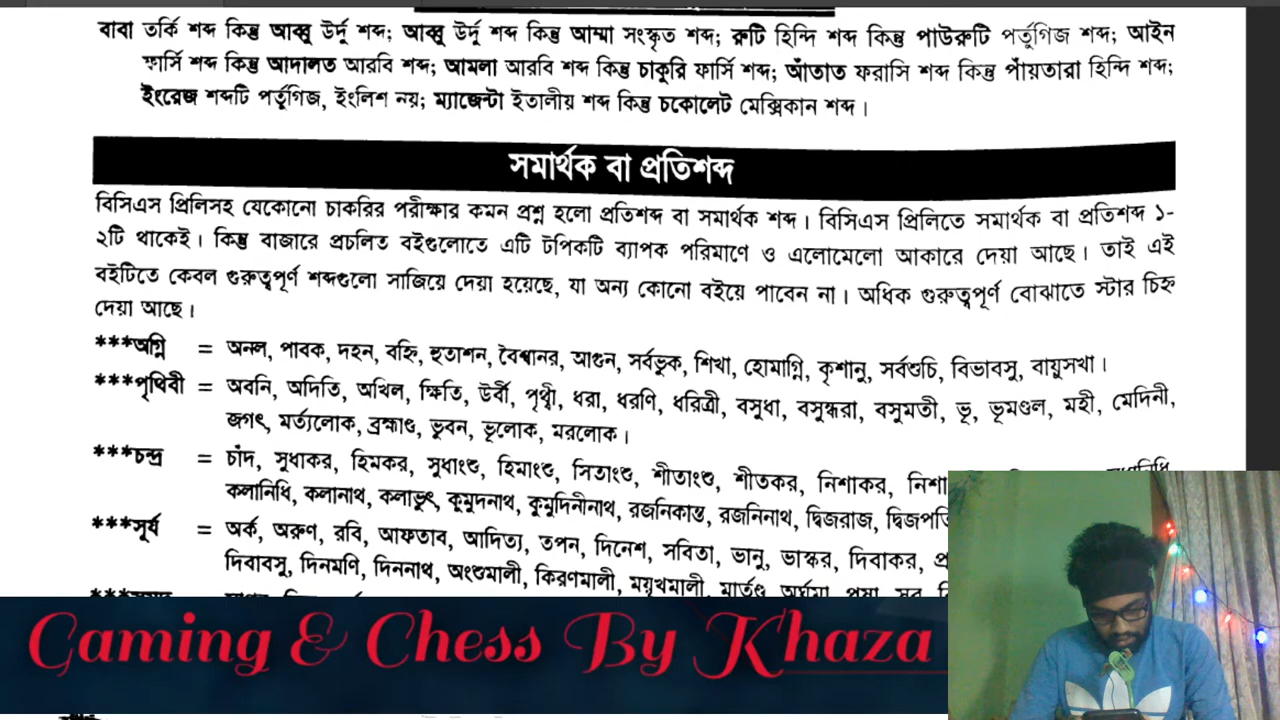 বাবা তর্কি শব্দ কিন্তু আব্বু উর্দু শব্দ; আব্বু উর্দু শব্দ কিন্তু আম্মা সংস্কৃত শব্দ; রুটি হিন্দি শব্দ কিন্তু পাউরুটি পর্তুগিজ শব্দ; আইন
ফার্সি শব্দ কিন্তু আদালত আরবি শব্দ; আমলা আরবি শব্দ কিন্তু চাকুরি ফার্সি শব্দ; আঁতাত ফরাসি শব্দ কিন্তু পাঁয়তারা হিন্দি শব্দ;
ইংরেজ শব্দটি পর্তুগিজ, ইংলিশ নয়; ম্যাজেন্টা ইতালীয় শব্দ কিন্তু চকোলেট মেক্সিকান শব্দ।
সমার্থক বা প্রতিশব্দ
বিসিএস প্রিলিসহ যেকোনো চাকরির পরীক্ষার কমন প্রশ্ন হলো প্রতিশব্দ বা সমার্থক শব্দ। বিসিএস প্রিলিতে সমার্থক বা প্রতিশব্দ ১-
২টি থাকেই। কিন্তু বাজারে প্রচলিত বইগুলোতে এটি টপিকটি ব্যাপক পরিমাণে ও এলোমেলো আকারে দেয়া আছে। তাই এই
বইটিতে কেবল গুরুত্বপূর্ণ শব্দগুলো সাজিয়ে দেয়া হয়েছে, যা অন্য কোনো বইয়ে পাবেন না। অধিক গুরুত্বপূর্ণ বোঝাতে স্টার চিহ্ন
দেয়া আছে।
***অগ্নি = অনল, পাবক, দহন, বহ্নি, হুতাশন, বৈশ্বানর, আগুন, সর্বভুক, শিখা, হোমাগ্নি, কৃশানু, সর্বশুচি, বিভাবসু, বায়ুসখা।
***পৃথিবী = অবনি, অদিতি, অখিল, ক্ষিতি, উর্বী, পৃথ্বী, ধরা, ধরণি, ধরিত্রী, বসুধা, বসুন্ধরা, বসুমতী, ভূ, ভূমণ্ডল, মহী, মেদিনী,
জগৎ, মর্ত্যলোক, ব্রহ্মাণ্ড, ভুবন, ভূলোক, মরলোক।
***চন্দ্র = চাঁদ, সুধাকর, হিমকর, সুধাংশু, হিমাংশু, সিতাংশু, শীতাংশু, শীতকর, নিশাকর, নিশা
কলানিধি, কলানাথ, কলাভুৎ, কুমুদনাথ, কুমুদিনীনাথ, রজনিকান্ত, রজনিনাথ, দ্বিজরাজ, দ্বিজপতি
***সূর্য = অর্ক, অরুণ, রবি, আফতাব, আদিত্য, তপন, দিনেশ, সবিতা, ভানু, ভাস্কর, দিবাকর, প্র
দিবাবসু, দিনমণি, দিননাথ, অংশুমালী, কিরণমালী, ময়ূখমালী, মার্তণ্ড
Gaming & Chess By Khaza